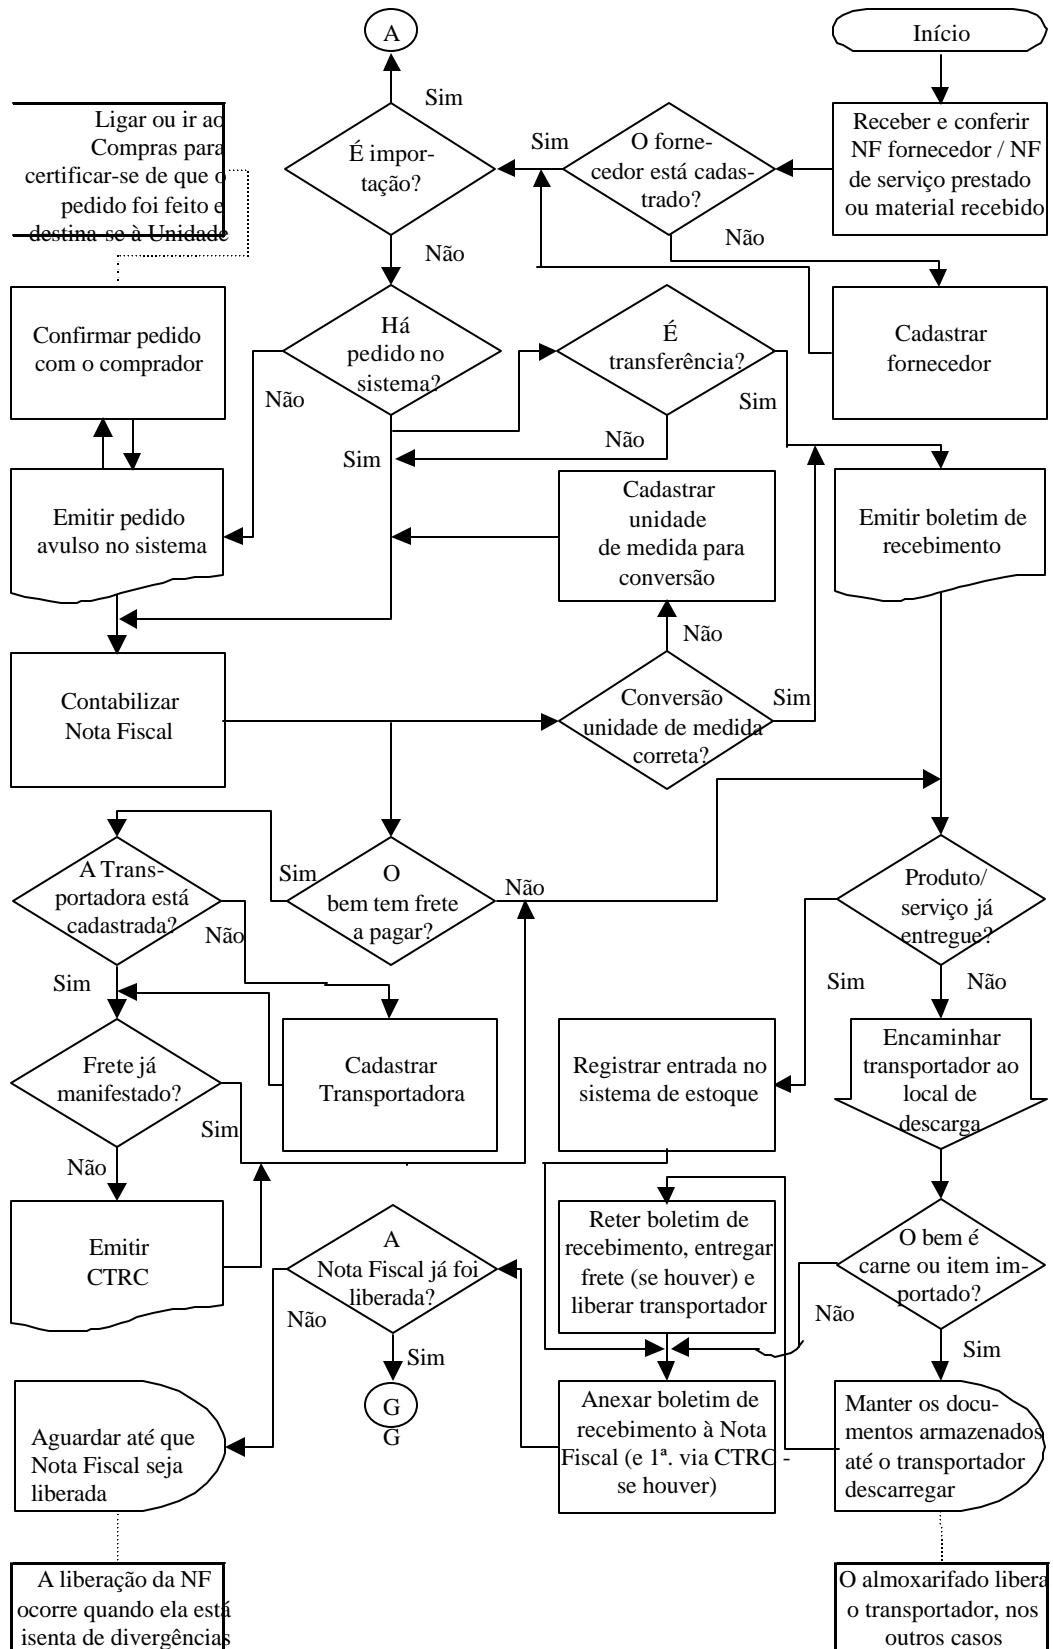 A
Início
Sim
Ligar ou ir ao
Compras para
certificar-se de que o
pedido foi feito e
destina-se à Unidade
É impor-
tação?
Sim
O forne-
cedor está cadas-
trado?
Receber e conferir
NF fornecedor / NF
de serviço prestado
ou material recebido
Não
Não
Confirmar pedido
com o comprador
Há
pedido no
sistema?
É
transferência?
Cadastrar
fornecedor
Não
Sim
Sim
Não
Emitir pedido
avulso no sistema
Cadastrar
unidade
de medida para
conversão
Emitir boletim de
recebimento
Não
Contabilizar
Nota Fiscal
Conversão
unidade de medida
correta?
Sim
A Trans-
portadora está
cadastrada?
Sim
O
bem tem frete
a pagar?
Não
Produto/
serviço já
entregue?
Não
Sim
Sim
Não
Frete já
manifestado?
Cadastrar
Transportadora
Registrar entrada no
sistema de estoque
Encaminhar
transportador ao
local de
descarga
Sim
Não
Emitir
CTRC
A
Nota Fiscal já foi
liberada?
Reter boletim de
recebimento, entregar
frete (se houver) e
liberar transportador
O bem é
carne ou item im-
portado?
Não
Não
Sim
Sim
G
G
Aguardar até que
Nota Fiscal seja
liberada
Anexar boletim de
recebimento à Nota
Fiscal (e 1ª. via CTRC -
se houver)
Manter os docu-
mentos armazenados
até o transportador
descarregar
A liberação da NF
ocorre quando ela está
isenta de divergências
O almoxarifado libera
o transportador, nos
outros casos